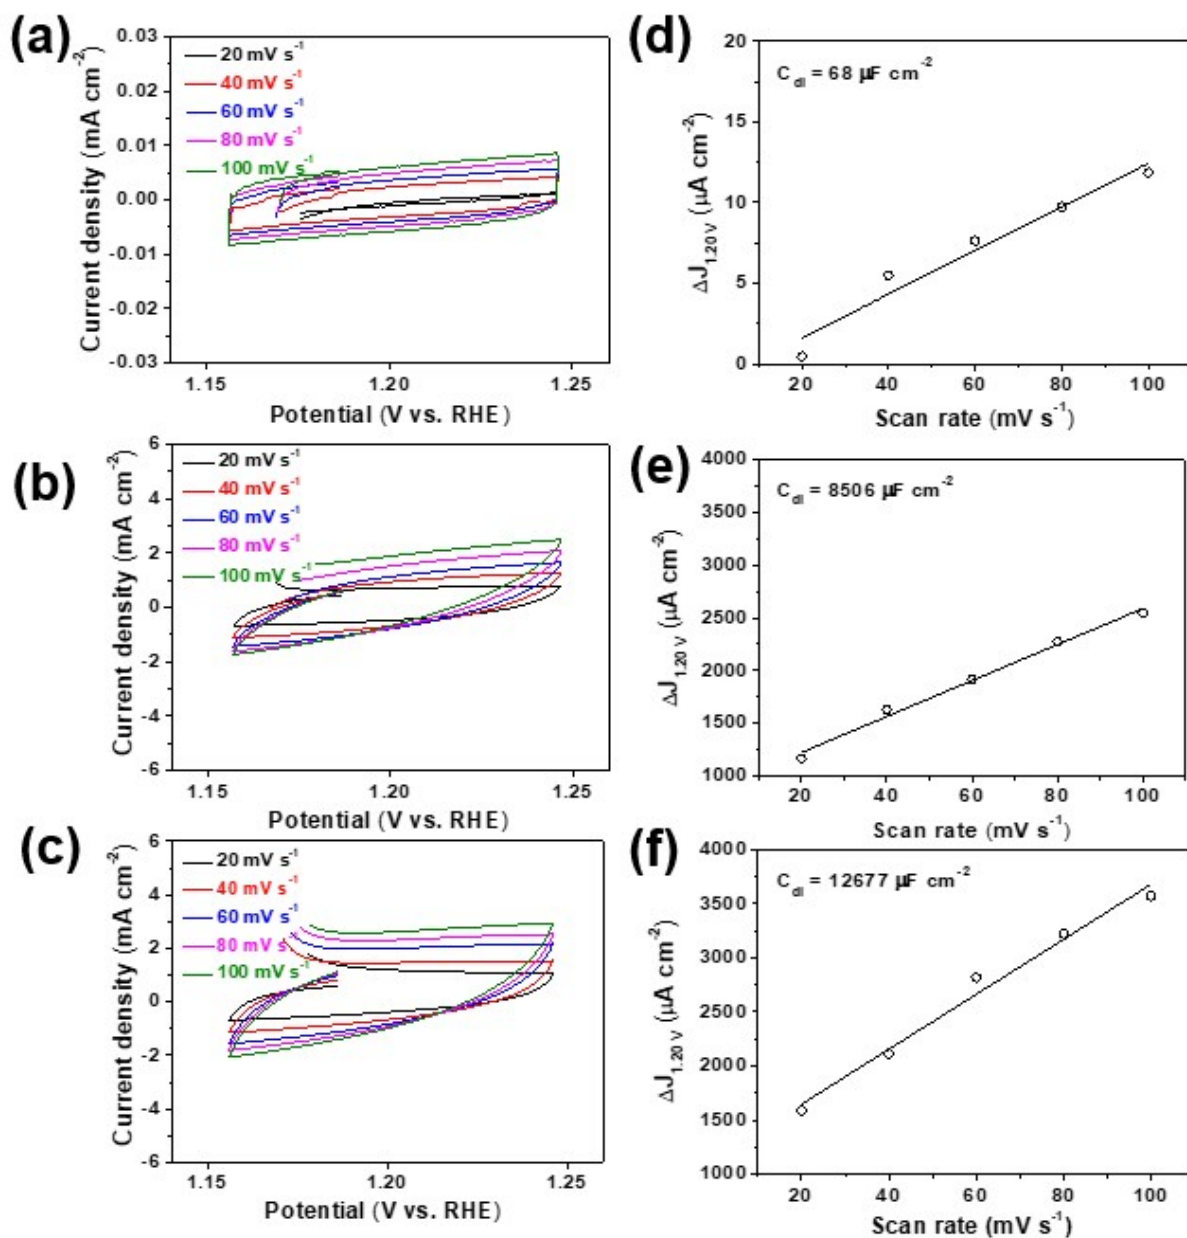 (a)
0.03
0.02
0.01
0.00
-0.01
-0.02
-0.03
Current density (mA cm⁻²)
20 mV s⁻¹
40 mV s⁻¹
60 mV s⁻¹
80 mV s⁻¹
100 mV s⁻¹
1.15
1.20
1.25
Potential (V vs. RHE)
(d)
20
15
10
5
0
ΔJ₁.₂₀ ᵥ (μA cm⁻²)
C_dl = 68 μF cm⁻²
20
40
60
80
100
Scan rate (mV s⁻¹)
(b)
6
4
2
0
-2
-4
-6
Current density (mA cm⁻²)
20 mV s⁻¹
40 mV s⁻¹
60 mV s⁻¹
80 mV s⁻¹
100 mV s⁻¹
1.15
1.20
1.25
Potential (V vs. RHE)
(e)
4000
3500
3000
2500
2000
1500
1000
ΔJ₁.₂₀ ᵥ (μA cm⁻²)
C_dl = 8506 μF cm⁻²
20
40
60
80
100
Scan rate (mV s⁻¹)
(c)
6
4
2
0
-2
-4
-6
Current density (mA cm⁻²)
20 mV s⁻¹
40 mV s⁻¹
60 mV s⁻¹
80 mV s
100 mV s⁻¹
1.15
1.20
1.25
Potential (V vs. RHE)
(f)
4000
3500
3000
2500
2000
1500
1000
ΔJ₁.₂₀ ᵥ (μA cm⁻²)
C_dl = 12677 μF cm⁻²
20
40
60
80
100
Scan rate (mV s⁻¹)